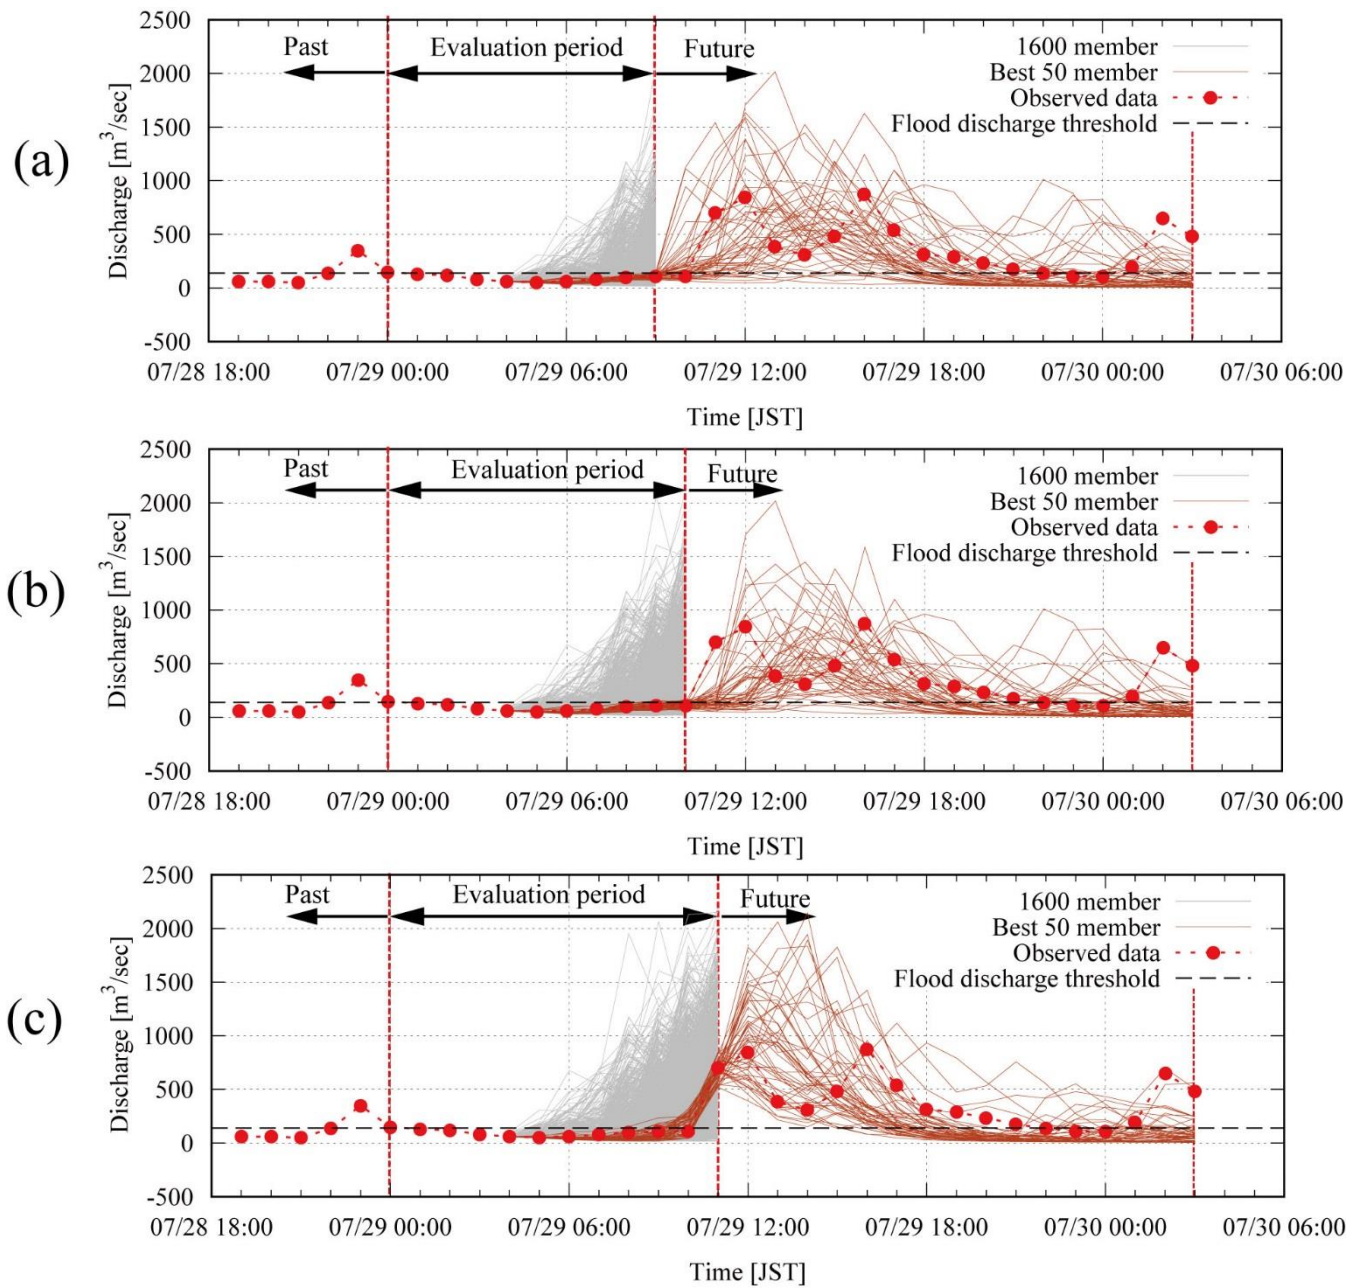 (a)
Discharge [m³/sec]
2500
2000
1500
1000
500
0
-500
Past
Evaluation period
Future
1600 member
Best 50 member
Observed data
Flood discharge threshold
07/28 18:00 07/29 00:00 07/29 06:00 07/29 12:00 07/29 18:00 07/30 00:00 07/30 06:00
Time [JST]
(b)
Discharge [m³/sec]
2500
2000
1500
1000
500
0
-500
Past
Evaluation period
Future
1600 member
Best 50 member
Observed data
Flood discharge threshold
07/28 18:00 07/29 00:00 07/29 06:00 07/29 12:00 07/29 18:00 07/30 00:00 07/30 06:00
Time [JST]
(c)
Discharge [m³/sec]
2500
2000
1500
1000
500
0
-500
Past
Evaluation period
Future
1600 member
Best 50 member
Observed data
Flood discharge threshold
07/28 18:00 07/29 00:00 07/29 06:00 07/29 12:00 07/29 18:00 07/30 00:00 07/30 06:00
Time [JST]